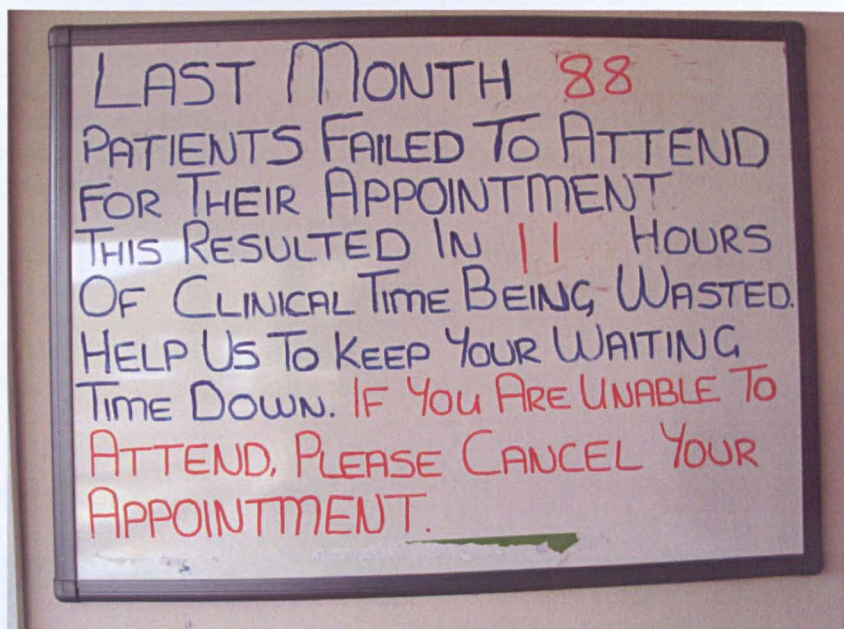 LAST MONTH 88
PATIENTS FAILED TO ATTEND
FOR THEIR APPOINTMENT
THIS RESULTED IN 11 HOURS
OF CLINICAL TIME BEING WASTED.
HELP US TO KEEP YOUR WAITING
TIME DOWN. IF YOU ARE UNABLE TO
ATTEND, PLEASE CANCEL YOUR
APPOINTMENT.